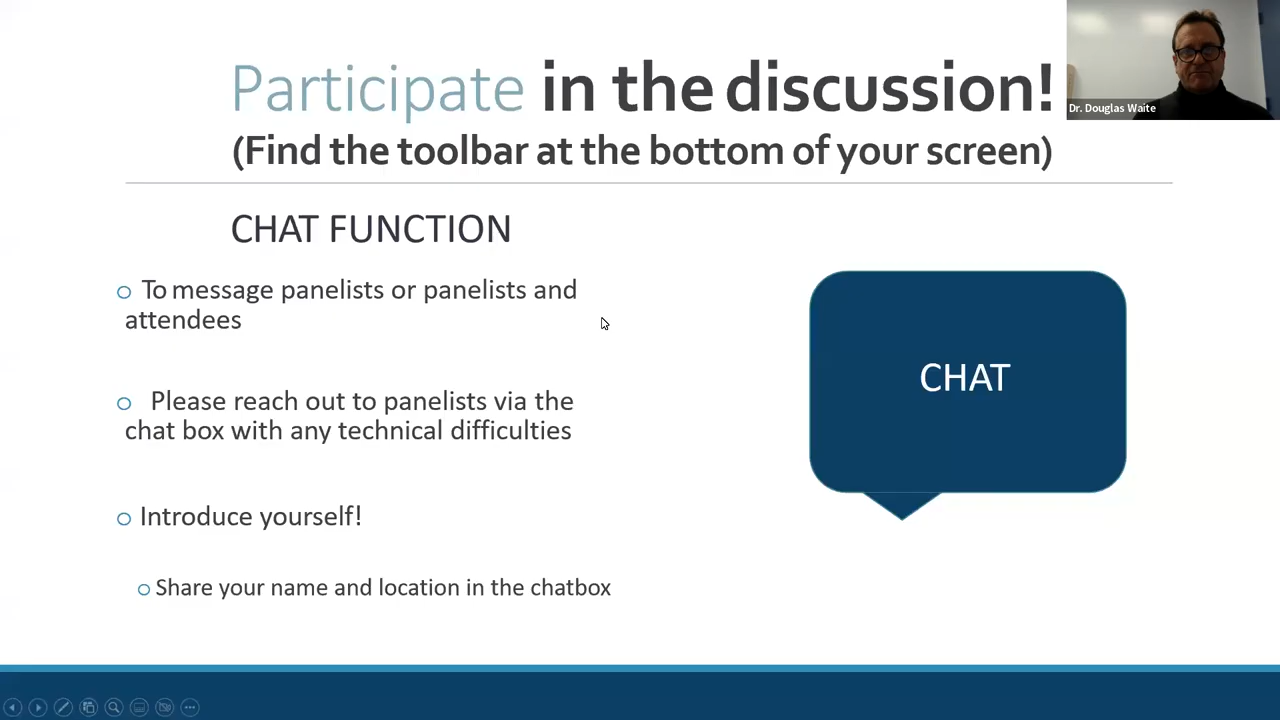 Participate in the discussion!
(Find the toolbar at the bottom of your screen)
Dr. Douglas Waite
CHAT FUNCTION
To message panelists or panelists and
attendees
Please reach out to panelists via the
chat box with any technical difficulties
Introduce yourself!
Share your name and location in the chatbox
CHAT